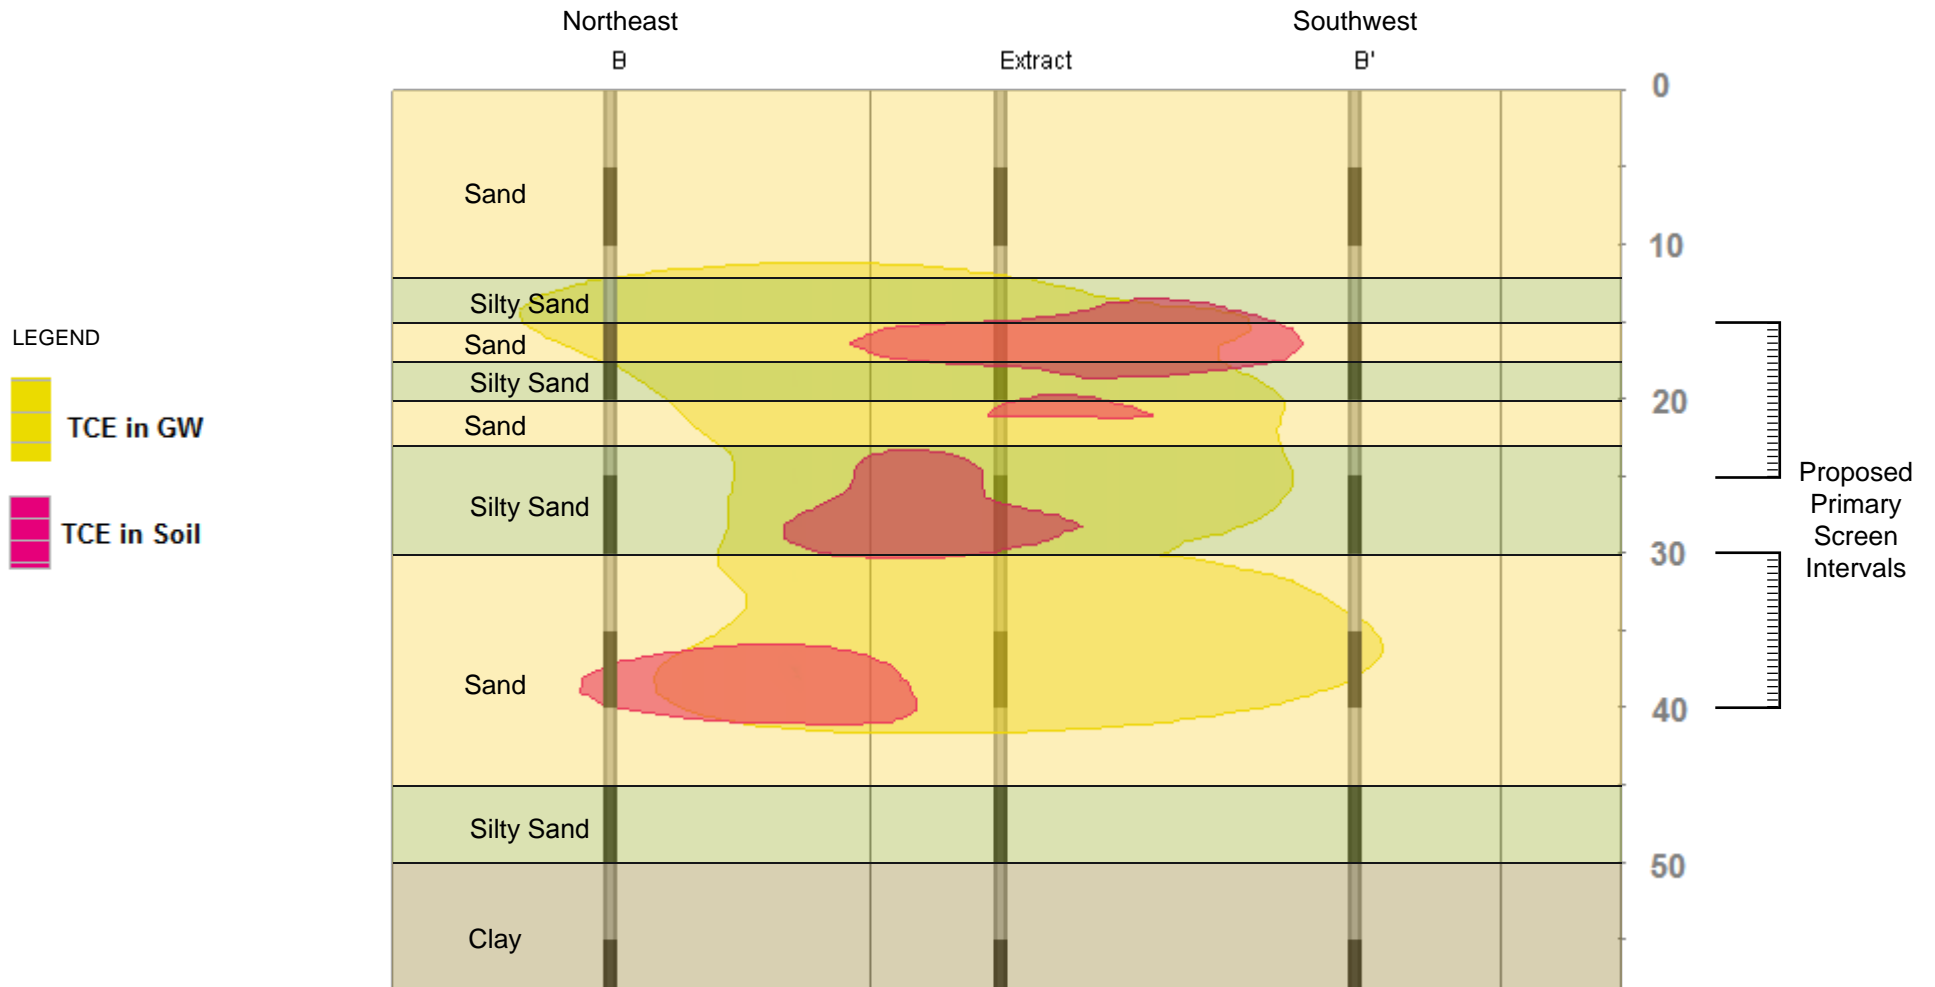 Northeast
Southwest
B
Extract
B'
0
Sand
10
Silty Sand
LEGEND
Sand
Silty Sand
20
TCE in GW
Sand
Proposed
Primary
Screen
Intervals
Silty Sand
TCE in Soil
30
Sand
40
Silty Sand
50
Clay